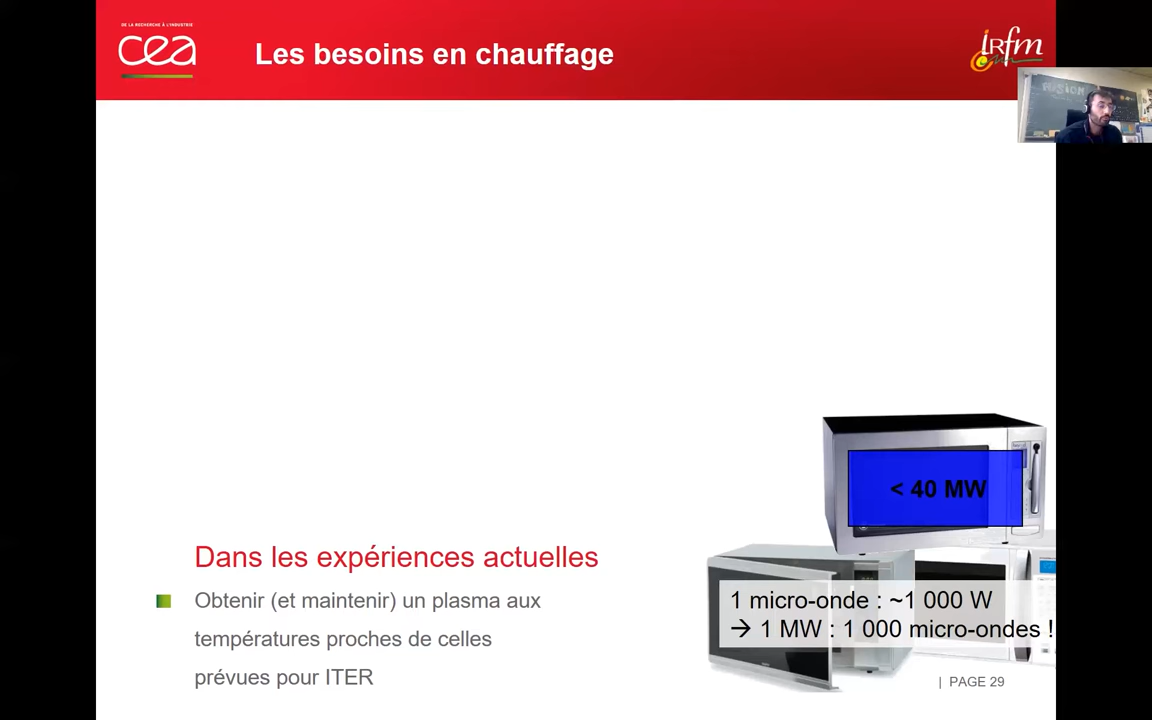 DE LA RECHERCHE À L'INDUSTRIE
cea
Les besoins en chauffage
IRfm
< 40 MW
Dans les expériences actuelles
Obtenir (et maintenir) un plasma aux
températures proches de celles
prévues pour ITER
1 micro-onde : ~1 000 W
→ 1 MW : 1 000 micro-ondes !
| PAGE 29